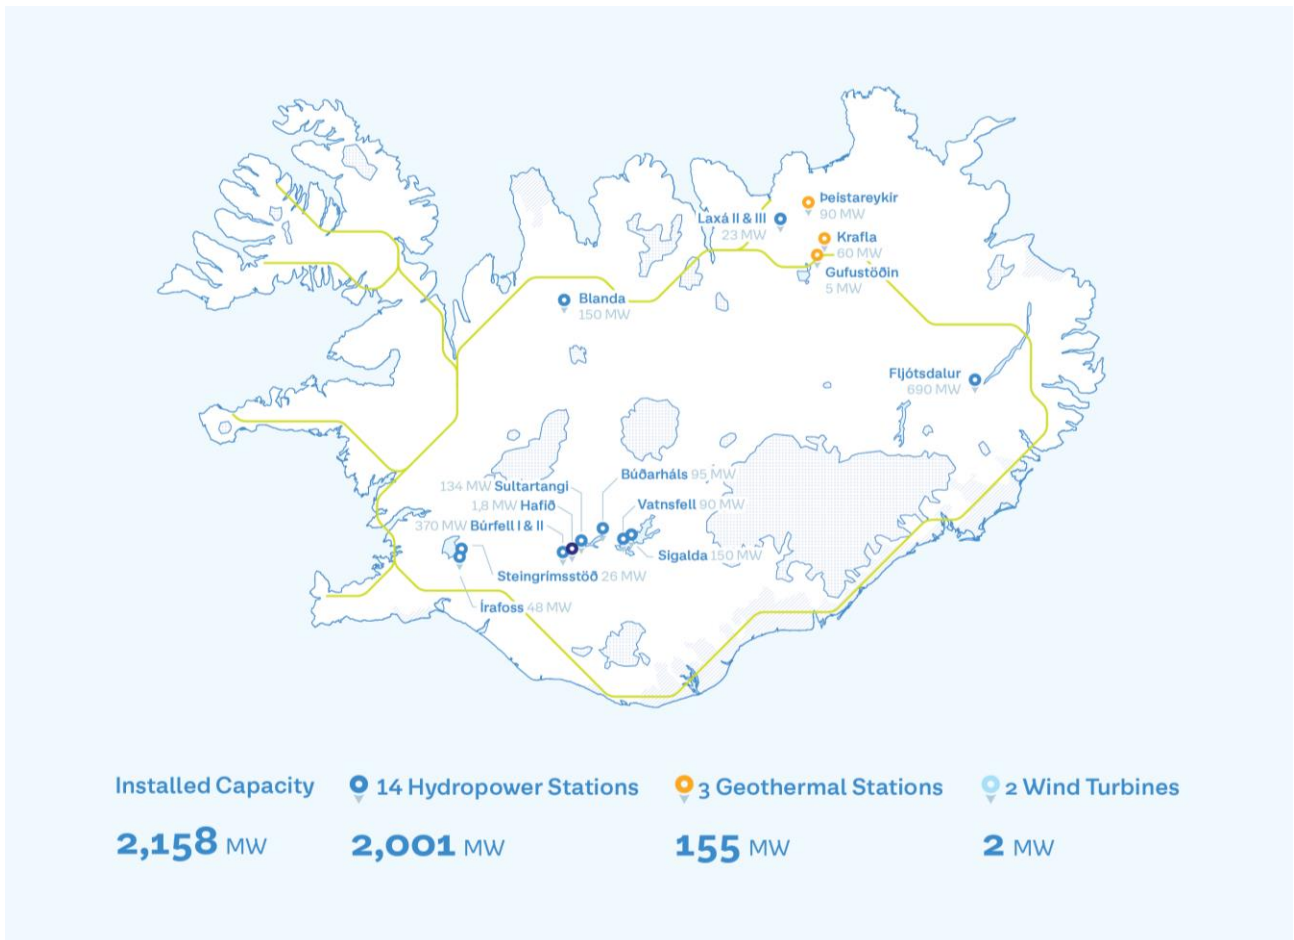 Þeistareykir
90 MW
Laxá II & III
23 MW
Krafla
60 MW
Gufustöðin
5 MW
Blanda
150 MW
Fljótsdalur
690 MW
Búðarháls 95 MW
134 MW Sultartangi
1,8 MW Hafið
Vatnsfell 90 MW
370 MW Búrfell I & II
Sigalda 150 MW
Steingrímsstöð 26 MW
Írafoss 48 MW
Installed Capacity
2,158 MW
14 Hydropower Stations
2,001 MW
3 Geothermal Stations
155 MW
2 Wind Turbines
2 MW